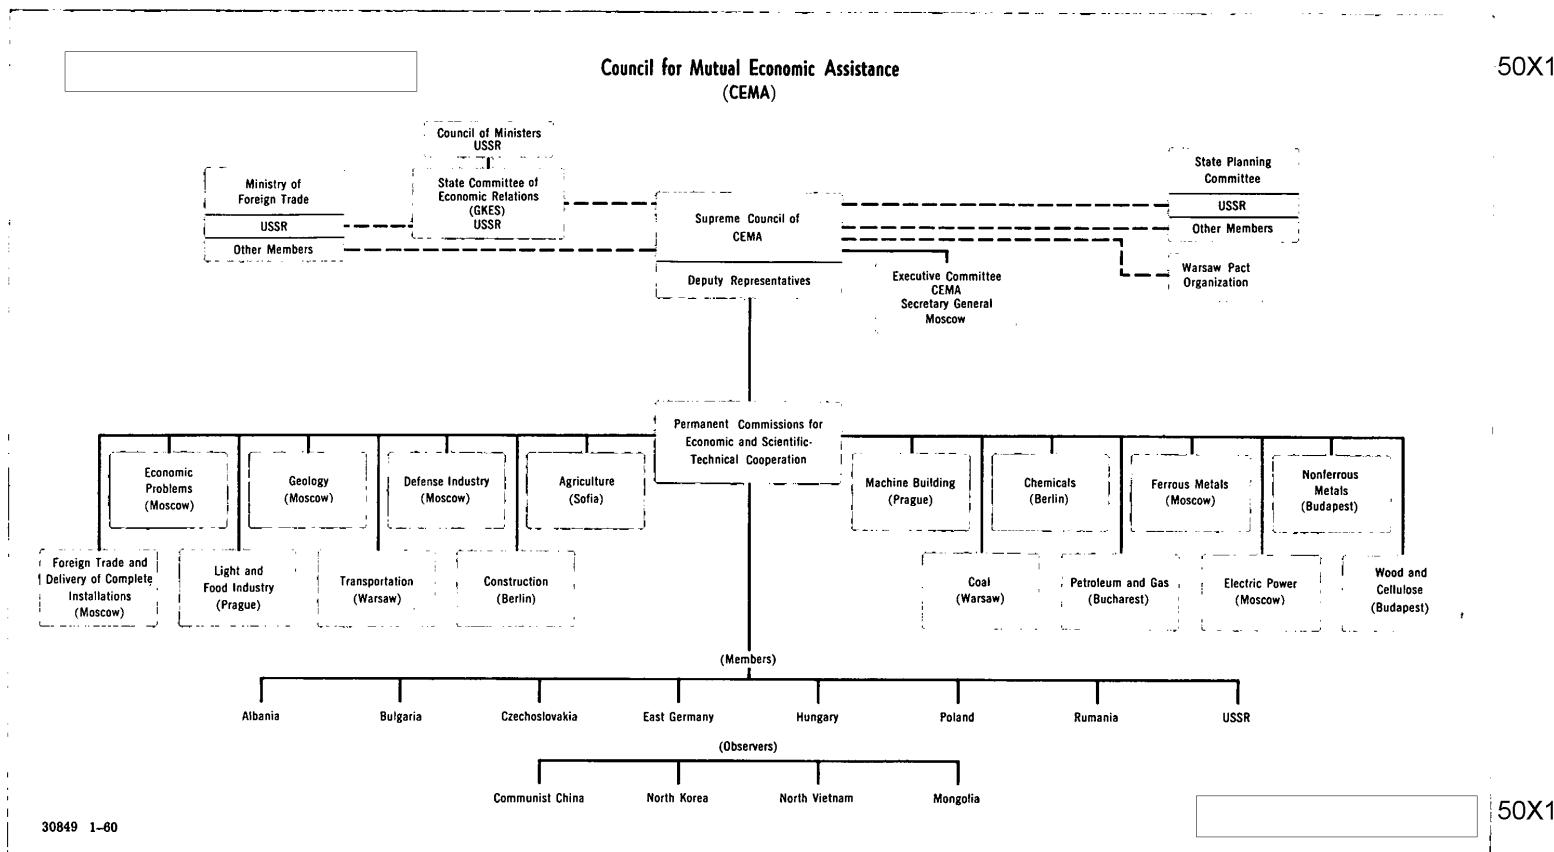 50X1
Council for Mutual Economic Assistance
(CEMA)
Council of Ministers
USSR
Ministry of
Foreign Trade
USSR
Other Members
State Committee of
Economic Relations
(GKES)
USSR
Supreme Council of
CEMA
Deputy Representatives
Executive Committee
CEMA
Secretary General
Moscow
State Planning
Committee
USSR
Other Members
Warsaw Pact
Organization
Permanent Commissions for
Economic and Scientific-
Technical Cooperation
Economic
Problems
(Moscow)
Geology
(Moscow)
Defense Industry
(Moscow)
Agriculture
(Sofia)
Machine Building
(Prague)
Chemicals
(Berlin)
Ferrous Metals
(Moscow)
Nonferrous
Metals
(Budapest)
Foreign Trade and
Delivery of Complete
Installations
(Moscow)
Light and
Food Industry
(Prague)
Transportation
(Warsaw)
Construction
(Berlin)
Coal
(Warsaw)
Petroleum and Gas
(Bucharest)
Electric Power
(Moscow)
Wood and
Cellulose
(Budapest)
(Members)
Albania
Bulgaria
Czechoslovakia
East Germany
Hungary
Poland
Rumania
USSR
(Observers)
Communist China
North Korea
North Vietnam
Mongolia
30849 1-60
50X1